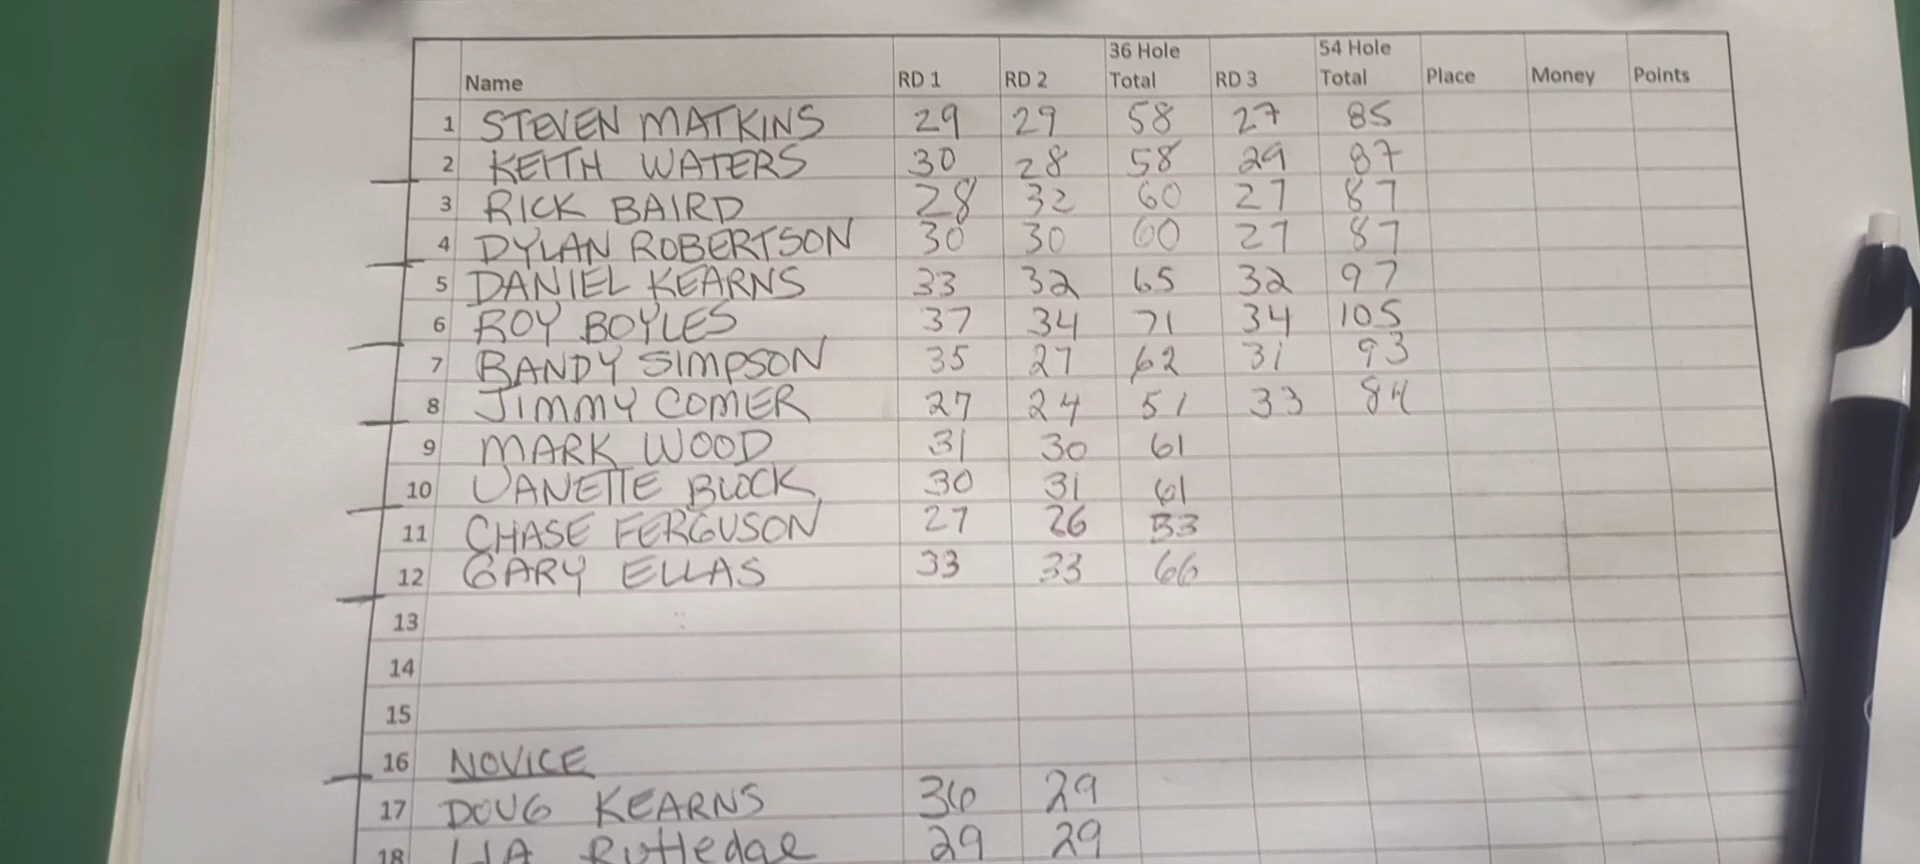 Name RD 1 RD 2 36 Hole Total RD 3 54 Hole Total Place Money Points
1 STEVEN MATKINS 29 29 58 27 85
2 KEITH WATERS 30 28 58 29 87
3 RICK BAIRD 28 32 60 27 87
4 DYLAN ROBERTSON 30 30 60 27 87
5 DANIEL KEARNS 33 32 65 32 97
6 ROY BOYLES 37 34 71 34 105
7 RANDY SIMPSON 35 27 62 31 93
8 JIMMY COMER 27 24 51 33 84
9 MARK WOOD 31 30 61
10 JANETTE BLOCK 30 31 61
11 CHASE FERGUSON 27 26 53
12 GARY ELLAS 33 33 66
13
14
15
16 NOVICE
17 DOUG KEARNS 36 29
18 Rutledge 29 29